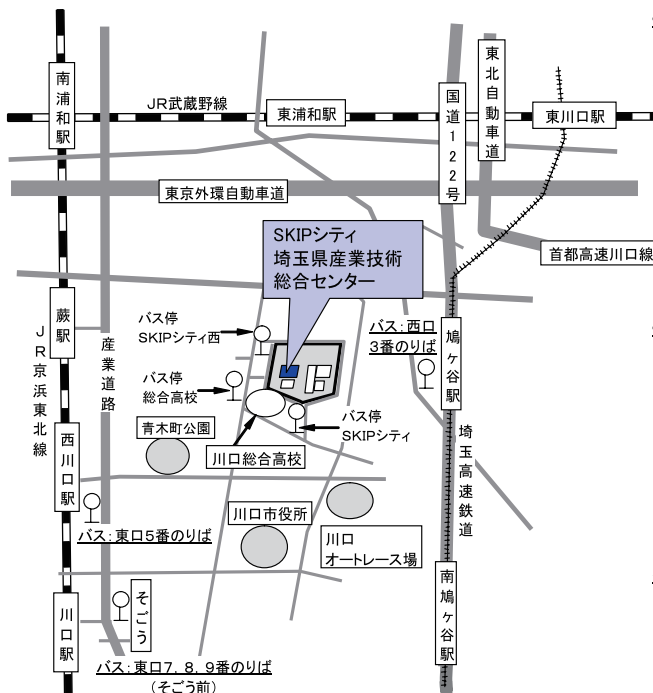 南浦和駅
JR武蔵野線
東浦和駅
国道122号
東北自動車道
東川口駅
東京外環自動車道
首都高速川口線
SKIPシティ
埼玉県産業技術
総合センター
蕨駅
JR京浜東北線
産業道路
バス停
SKIPシティ西
バス:西口
3番のりば
鳩ヶ谷駅
バス停
総合高校
バス停
SKIPシティ
青木町公園
川口総合高校
西川口駅
埼玉高速鉄道
バス:東口5番のりば
川口市役所
川口
オートレース場
南鳩ヶ谷駅
川口駅
そごう
バス:東口7.8.9番のりば
(そごう前)